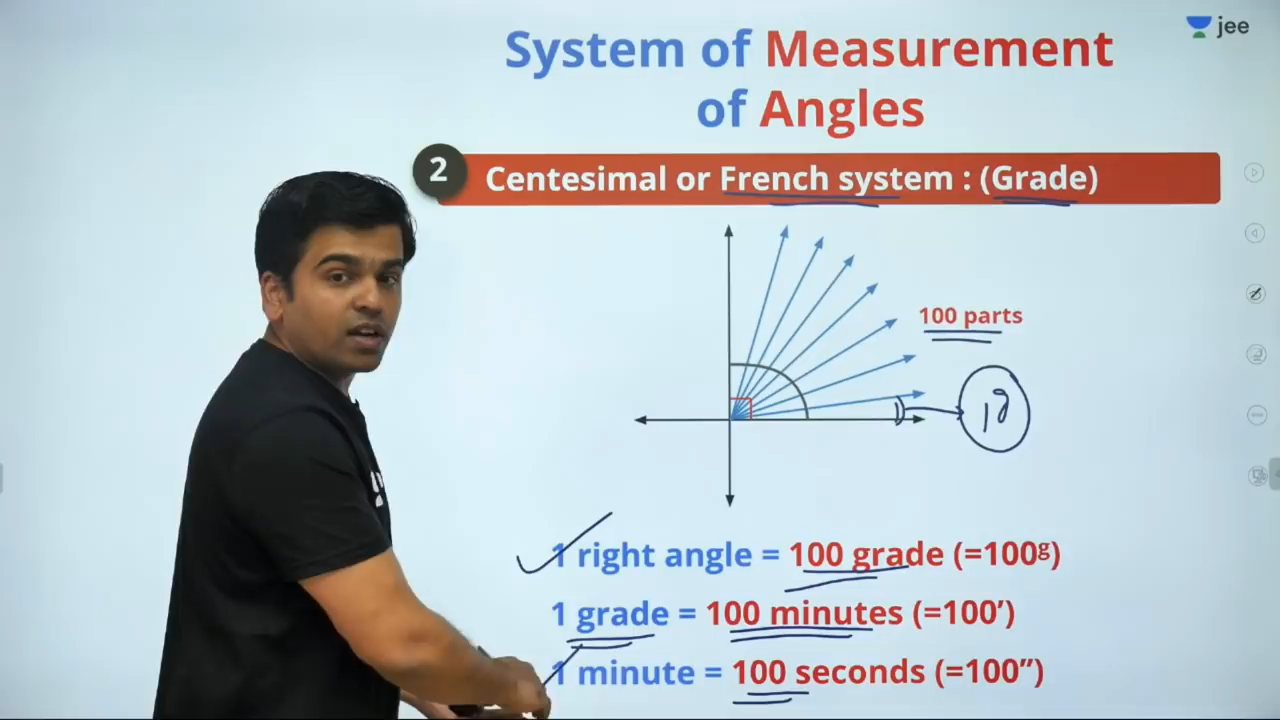 jee
System of Measurement
of Angles
2
Centesimal or French system : (Grade)
100 parts
1g
1 right angle = 100 grade (=100ᵍ)
1 grade = 100 minutes (=100′)
1 minute = 100 seconds (=100″)